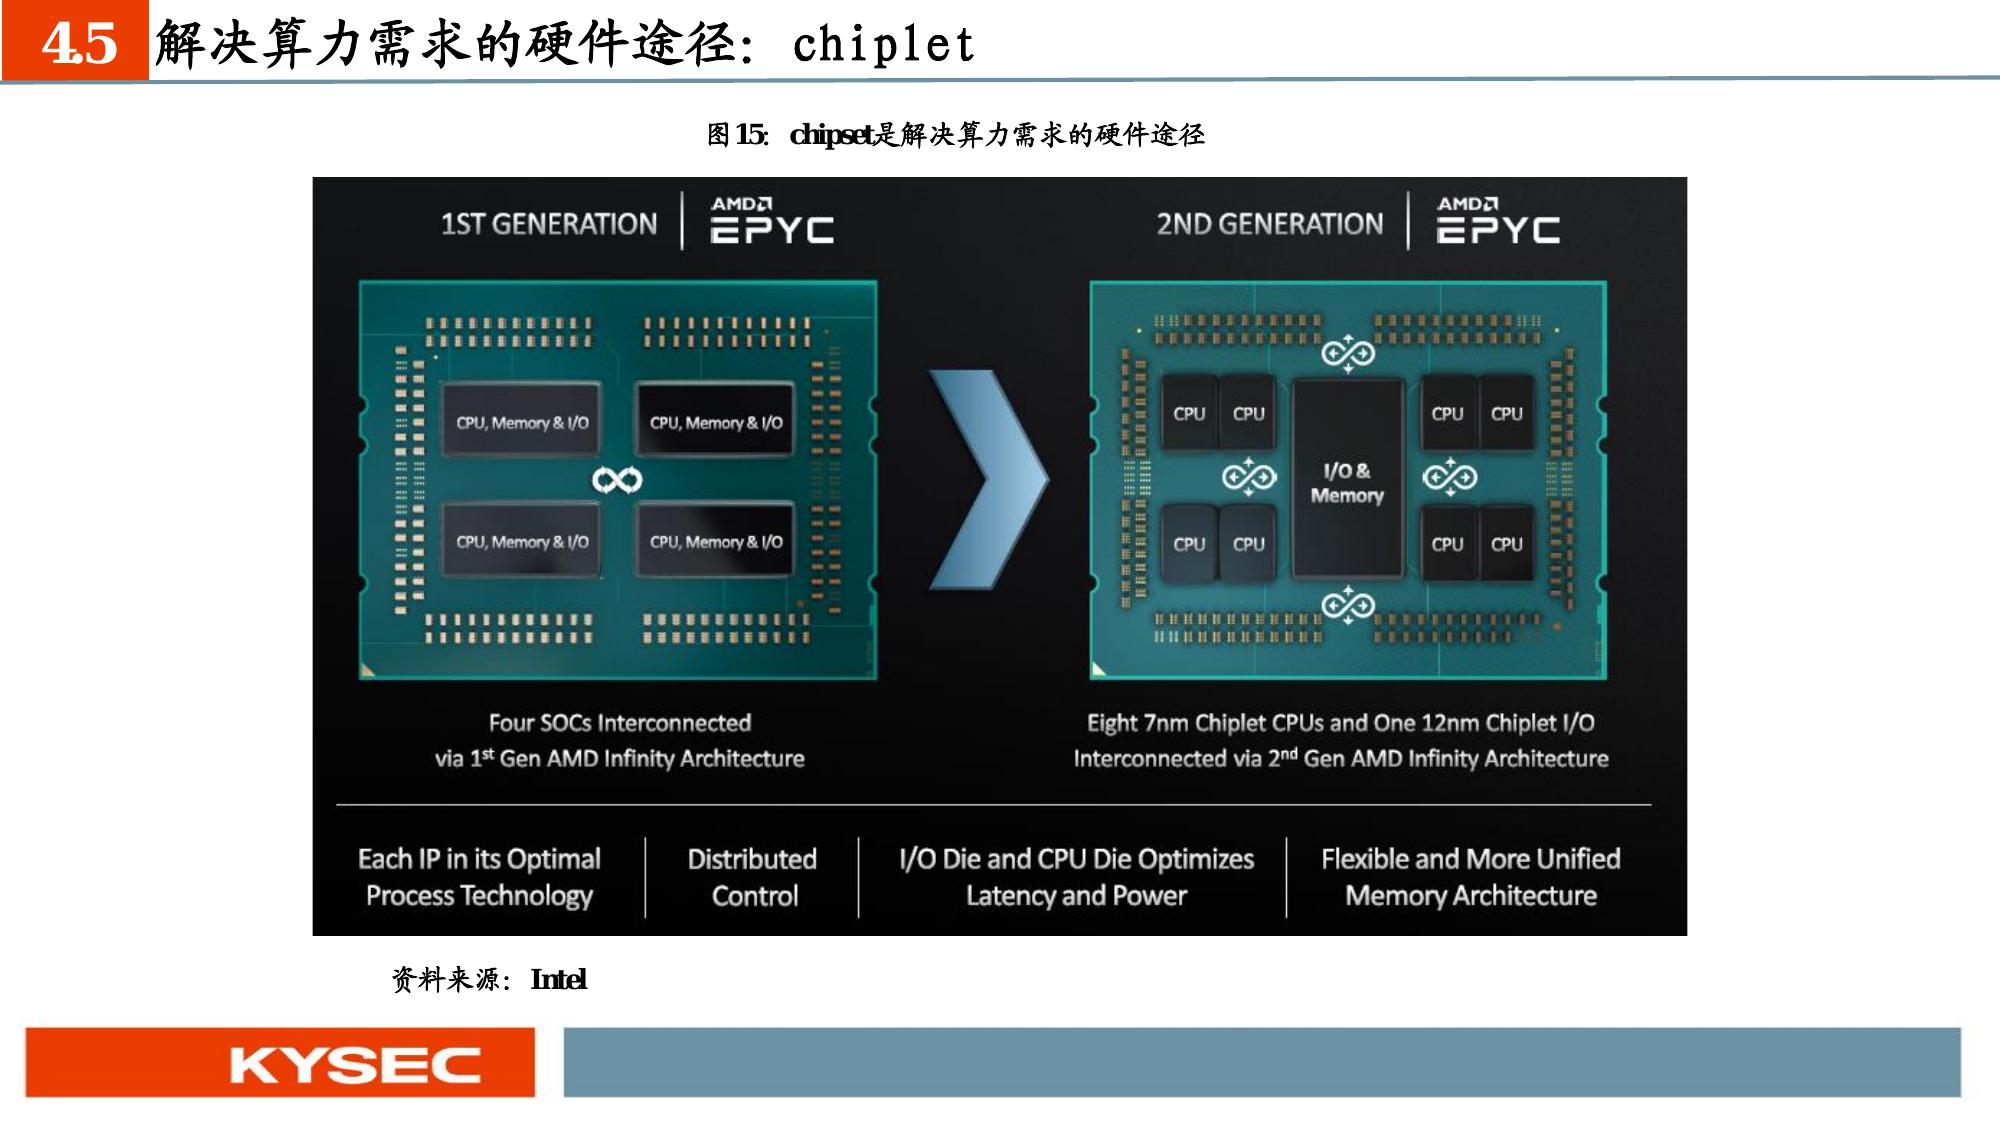 4.5 解决算力需求的硬件途径：chiplet
图15：chipset是解决算力需求的硬件途径
1ST GENERATION
AMD
EPYC
2ND GENERATION
AMD
EPYC
CPU, Memory & I/O
CPU, Memory & I/O
CPU, Memory & I/O
CPU, Memory & I/O
CPU CPU
CPU CPU
I/O &
Memory
CPU CPU
CPU CPU
Four SOCs Interconnected
via 1st Gen AMD Infinity Architecture
Eight 7nm Chiplet CPUs and One 12nm Chiplet I/O
Interconnected via 2nd Gen AMD Infinity Architecture
Each IP in its Optimal
Process Technology
Distributed
Control
I/O Die and CPU Die Optimizes
Latency and Power
Flexible and More Unified
Memory Architecture
资料来源：Intel
KYSEC